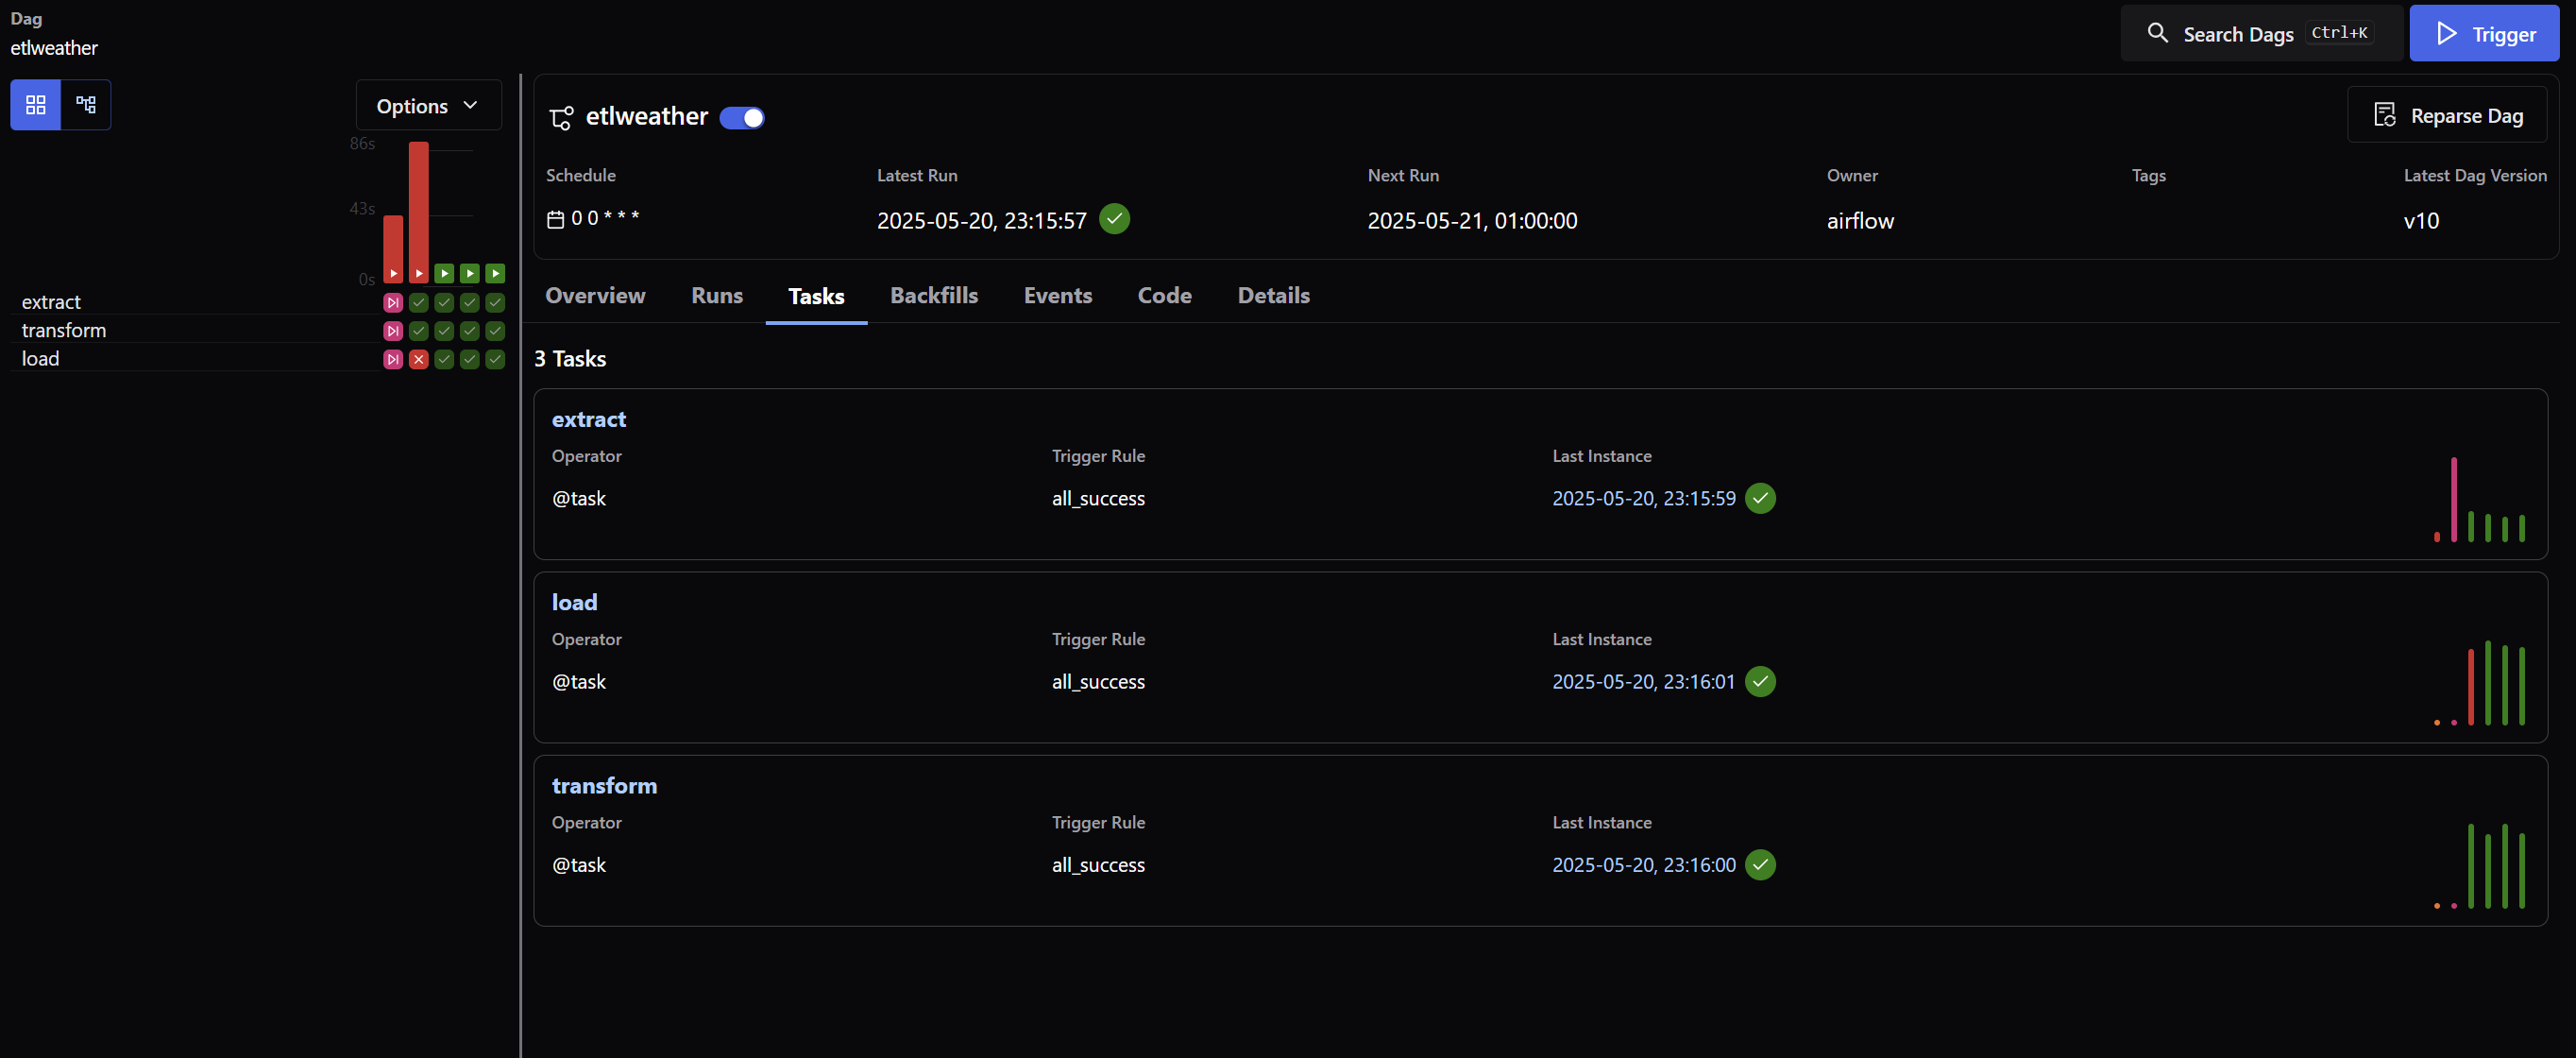 Dag
etlweather
Search Dags Ctrl+K
Trigger
Options
86s
43s
0s
extract
transform
load
etlweather
Reparse Dag
Schedule Latest Run Next Run Owner Tags Latest Dag Version
0 0 * * * 2025-05-20, 23:15:57 2025-05-21, 01:00:00 airflow v10
Overview Runs Tasks Backfills Events Code Details
3 Tasks
extract
Operator Trigger Rule Last Instance
@task all_success 2025-05-20, 23:15:59
load
Operator Trigger Rule Last Instance
@task all_success 2025-05-20, 23:16:01
transform
Operator Trigger Rule Last Instance
@task all_success 2025-05-20, 23:16:00